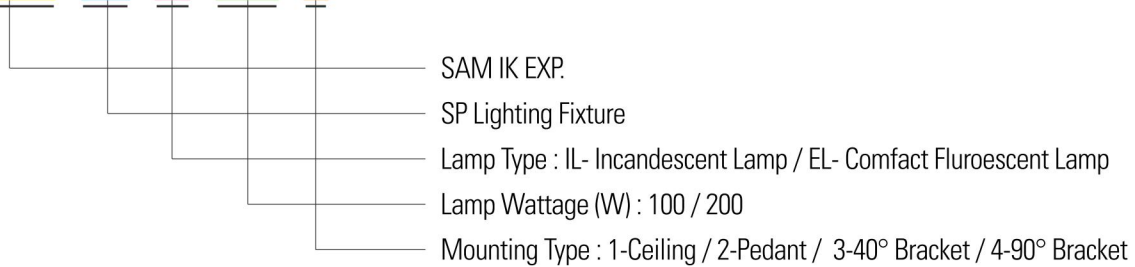 SAM IK EXP.
SP Lighting Fixture
Lamp Type : IL- Incandescent Lamp / EL- Comfact Fluroescent Lamp
Lamp Wattage (W) : 100 / 200
Mounting Type : 1-Ceiling / 2-Pedant / 3-40° Bracket / 4-90° Bracket